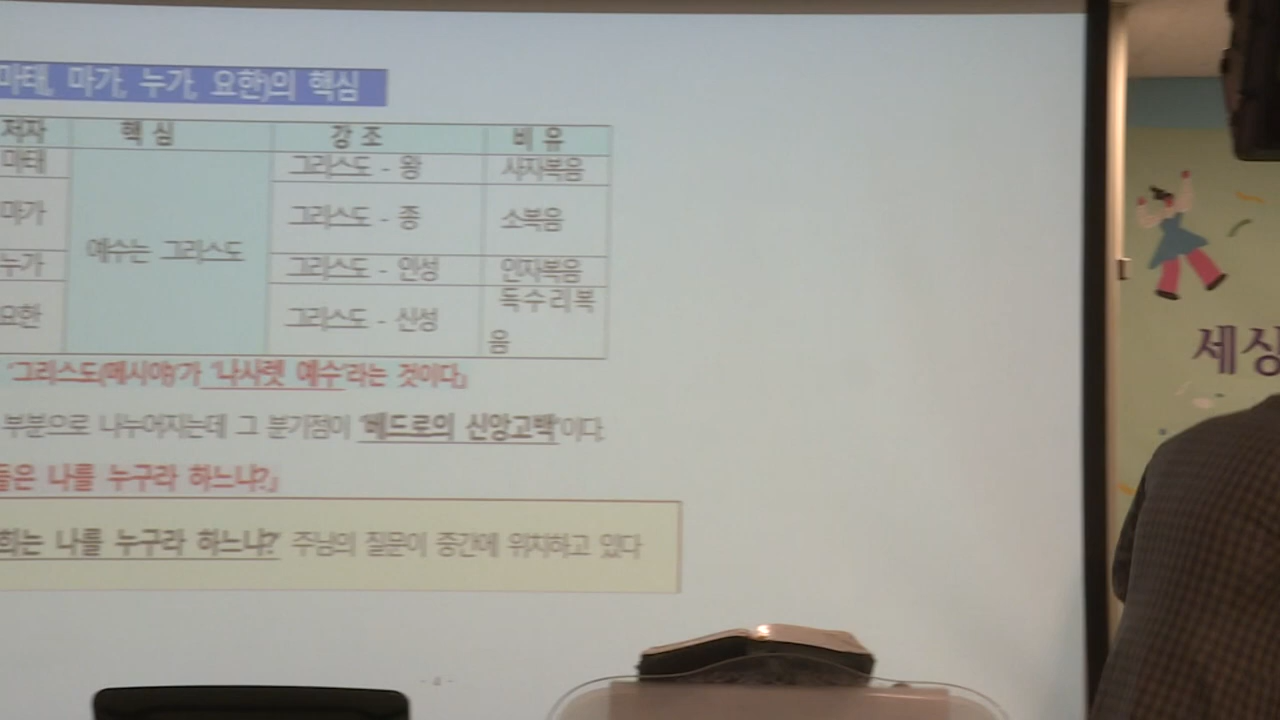 마태, 마가, 누가, 요한)의 핵심
저자 핵 심 강 조 비 유
마태 그리스도 - 왕 사자복음
마가 그리스도 - 종 소복음
예수는 그리스도
누가 그리스도 - 인성 인자복음
요한 그리스도 - 신성 독수리복
음
'그리스도(메시야)'가 '나사렛 예수'라는 것이다』
부분으로 나누어지는데 그 분기점이 '베드로의 신앙고백'이다.
들은 나를 누구라 하느냐?』
희는 나를 누구라 하느냐?' 주님의 질문이 중간에 위치하고 있다
- 4 -
세상